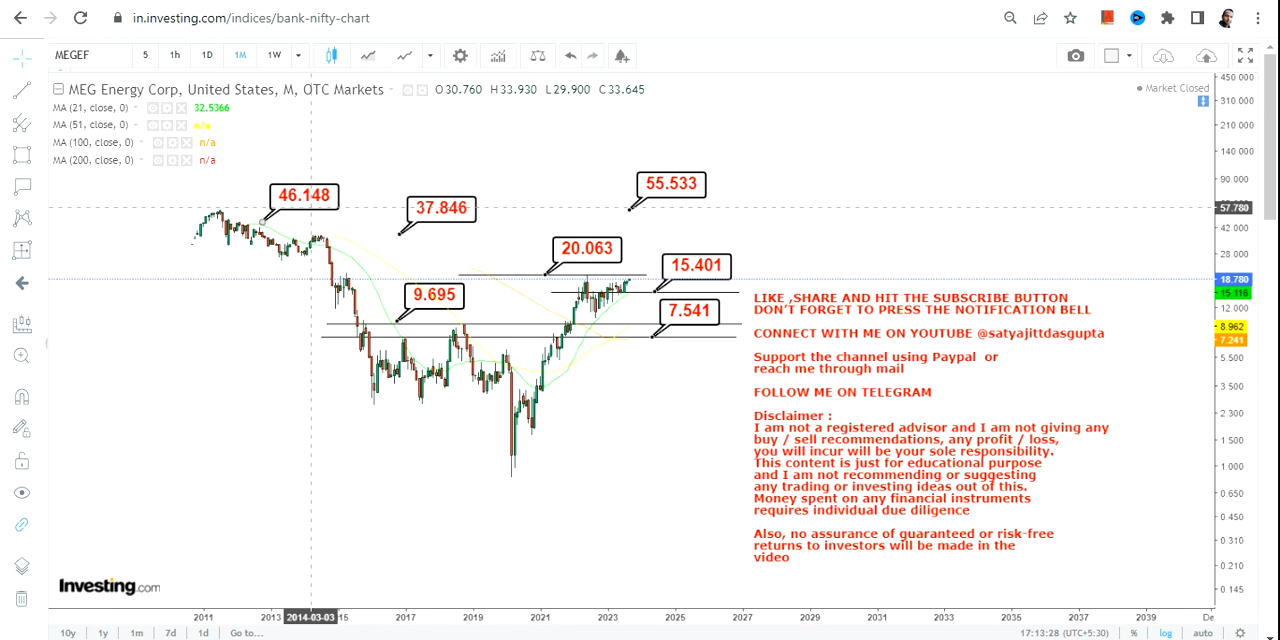 in.investing.com/indices/bank-nifty-chart
MEGEF 5 1h 1D 1M 1W
MEG Energy Corp, United States, M, OTC Markets O30.760 H33.930 L29.900 C33.645
Market Closed
MA (21, close, 0) 32.5366
MA (51, close, 0) n/a
MA (100, close, 0) n/a
MA (200, close, 0) n/a
450 000
310 000
210 000
140 000
90.000
57.780
42 000
28 000
18.780
15.116
12 000
8.962
7.241
5.500
3.500
2.300
1.500
1.000
0.650
0.450
0.310
0.210
0.145
46.148
37.846
55.533
20.063
15.401
9.695
7.541
LIKE ,SHARE AND HIT THE SUBSCRIBE BUTTON
DON'T FORGET TO PRESS THE NOTIFICATION BELL
CONNECT WITH ME ON YOUTUBE @satyajittdasgupta
Support the channel using Paypal or
reach me through mail
FOLLOW ME ON TELEGRAM
Disclaimer :
I am not a registered advisor and I am not giving any
buy / sell recommendations, any profit / loss,
you will incur will be your sole responsibility.
This content is just for educational purpose
and I am not recommending or suggesting
any trading or investing ideas out of this.
Money spent on any financial instruments
requires individual due diligence
Also, no assurance of guaranteed or risk-free
returns to investors will be made in the
video
Investing.com
2011 2013 2014-03-03 15 2017 2019 2021 2023 2025 2027 2029 2031 2033 2035 2037 2039 De
10y 1y 1m 7d 1d Go to... 17:13:28 (UTC+5:30) % log auto